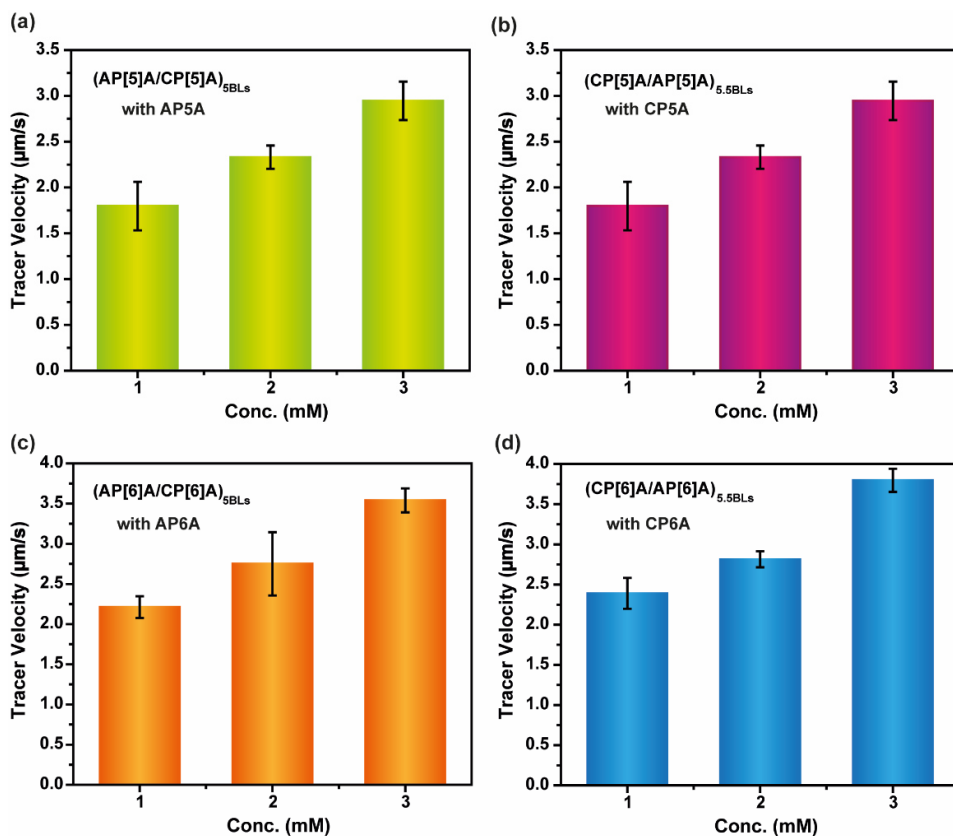 (a)
(AP[5]A/CP[5]A)5BLs
with AP5A
Tracer Velocity (µm/s)
3.5
3.0
2.5
2.0
1.5
1.0
0.5
0.0
1 2 3
Conc. (mM)
(b)
(CP[5]A/AP[5]A)5.5BLs
with CP5A
Tracer Velocity (µm/s)
3.5
3.0
2.5
2.0
1.5
1.0
0.5
0.0
1 2 3
Conc. (mM)
(c)
(AP[6]A/CP[6]A)5BLs
with AP6A
Tracer Velocity (µm/s)
4.0
3.5
3.0
2.5
2.0
1.5
1.0
0.5
0.0
1 2 3
Conc. (mM)
(d)
(CP[6]A/AP[6]A)5.5BLs
with CP6A
Tracer Velocity (µm/s)
4.0
3.5
3.0
2.5
2.0
1.5
1.0
0.5
0.0
1 2 3
Conc. (mM)